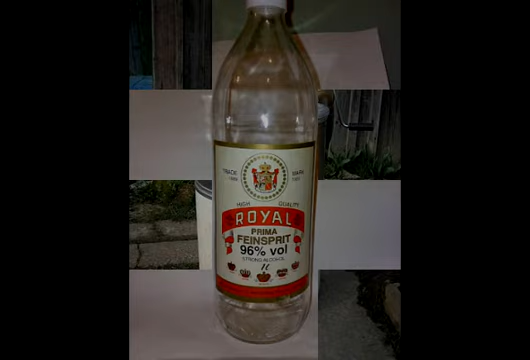 TRADE MARK
HIGH QUALITY
ROYAL
PRIMA
FEINSPRIT
96% vol
STRONG ALCOHOL